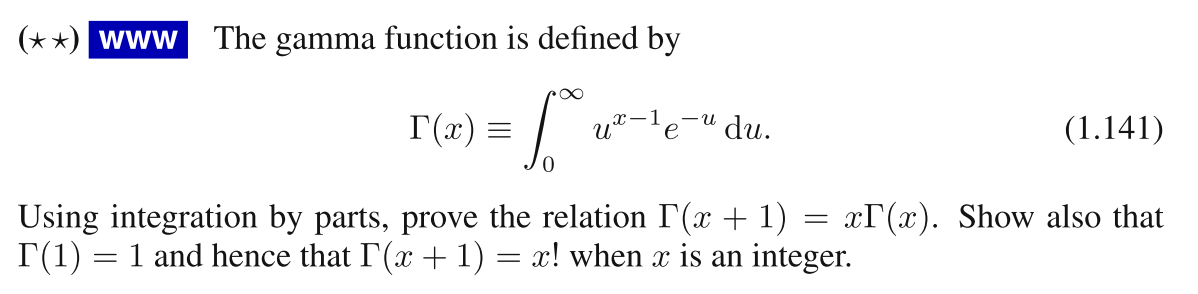 (⋆⋆) www The gamma function is defined by
Γ(x) ≡ ∫₀^∞ u^{x−1}e^{−u} du. (1.141)
Using integration by parts, prove the relation Γ(x + 1) = xΓ(x). Show also that
Γ(1) = 1 and hence that Γ(x + 1) = x! when x is an integer.